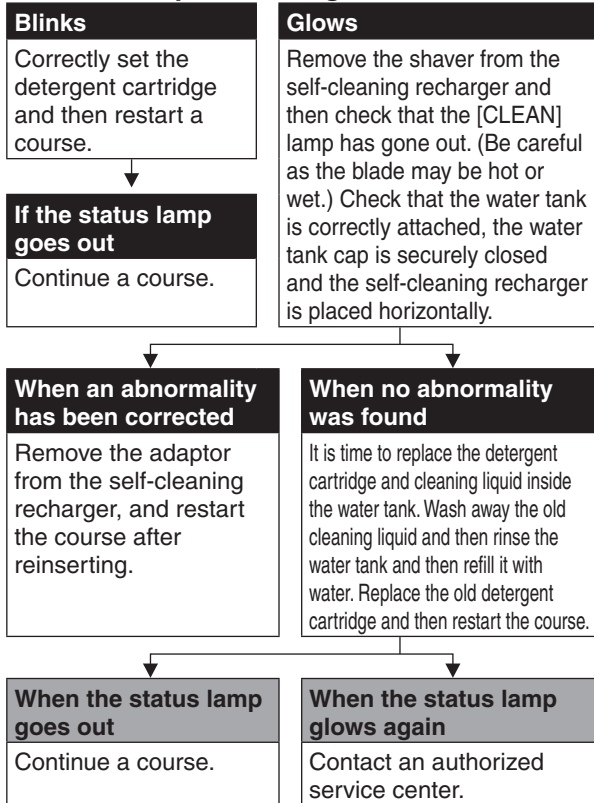 Blinks
Correctly set the
detergent cartridge
and then restart a
course.
If the status lamp
goes out
Continue a course.
Glows
Remove the shaver from the
self-cleaning recharger and
then check that the [CLEAN]
lamp has gone out. (Be careful
as the blade may be hot or
wet.) Check that the water tank
is correctly attached, the water
tank cap is securely closed
and the self-cleaning recharger
is placed horizontally.
When an abnormality
has been corrected
Remove the adaptor
from the self-cleaning
recharger, and restart
the course after
reinserting.
When no abnormality
was found
It is time to replace the detergent
cartridge and cleaning liquid inside
the water tank. Wash away the old
cleaning liquid and then rinse the
water tank and then refill it with
water. Replace the old detergent
cartridge and then restart the course.
When the status lamp
goes out
Continue a course.
When the status lamp
glows again
Contact an authorized
service center.